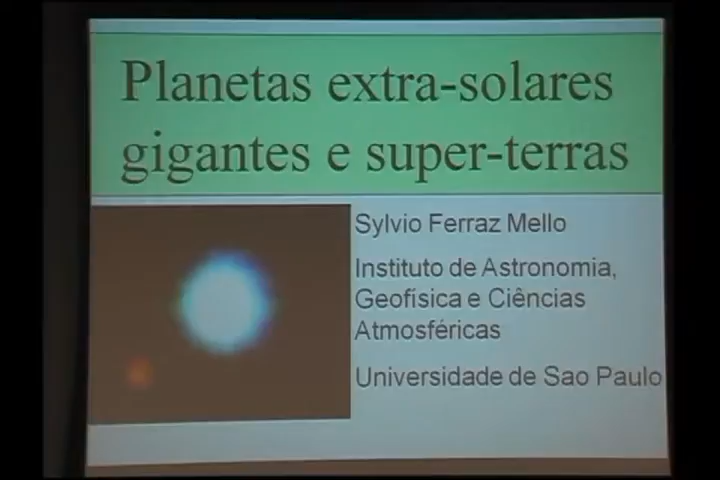 Planetas extra-solares
gigantes e super-terras
Sylvio Ferraz Mello
Instituto de Astronomia,
Geofísica e Ciências
Atmosféricas
Universidade de Sao Paulo